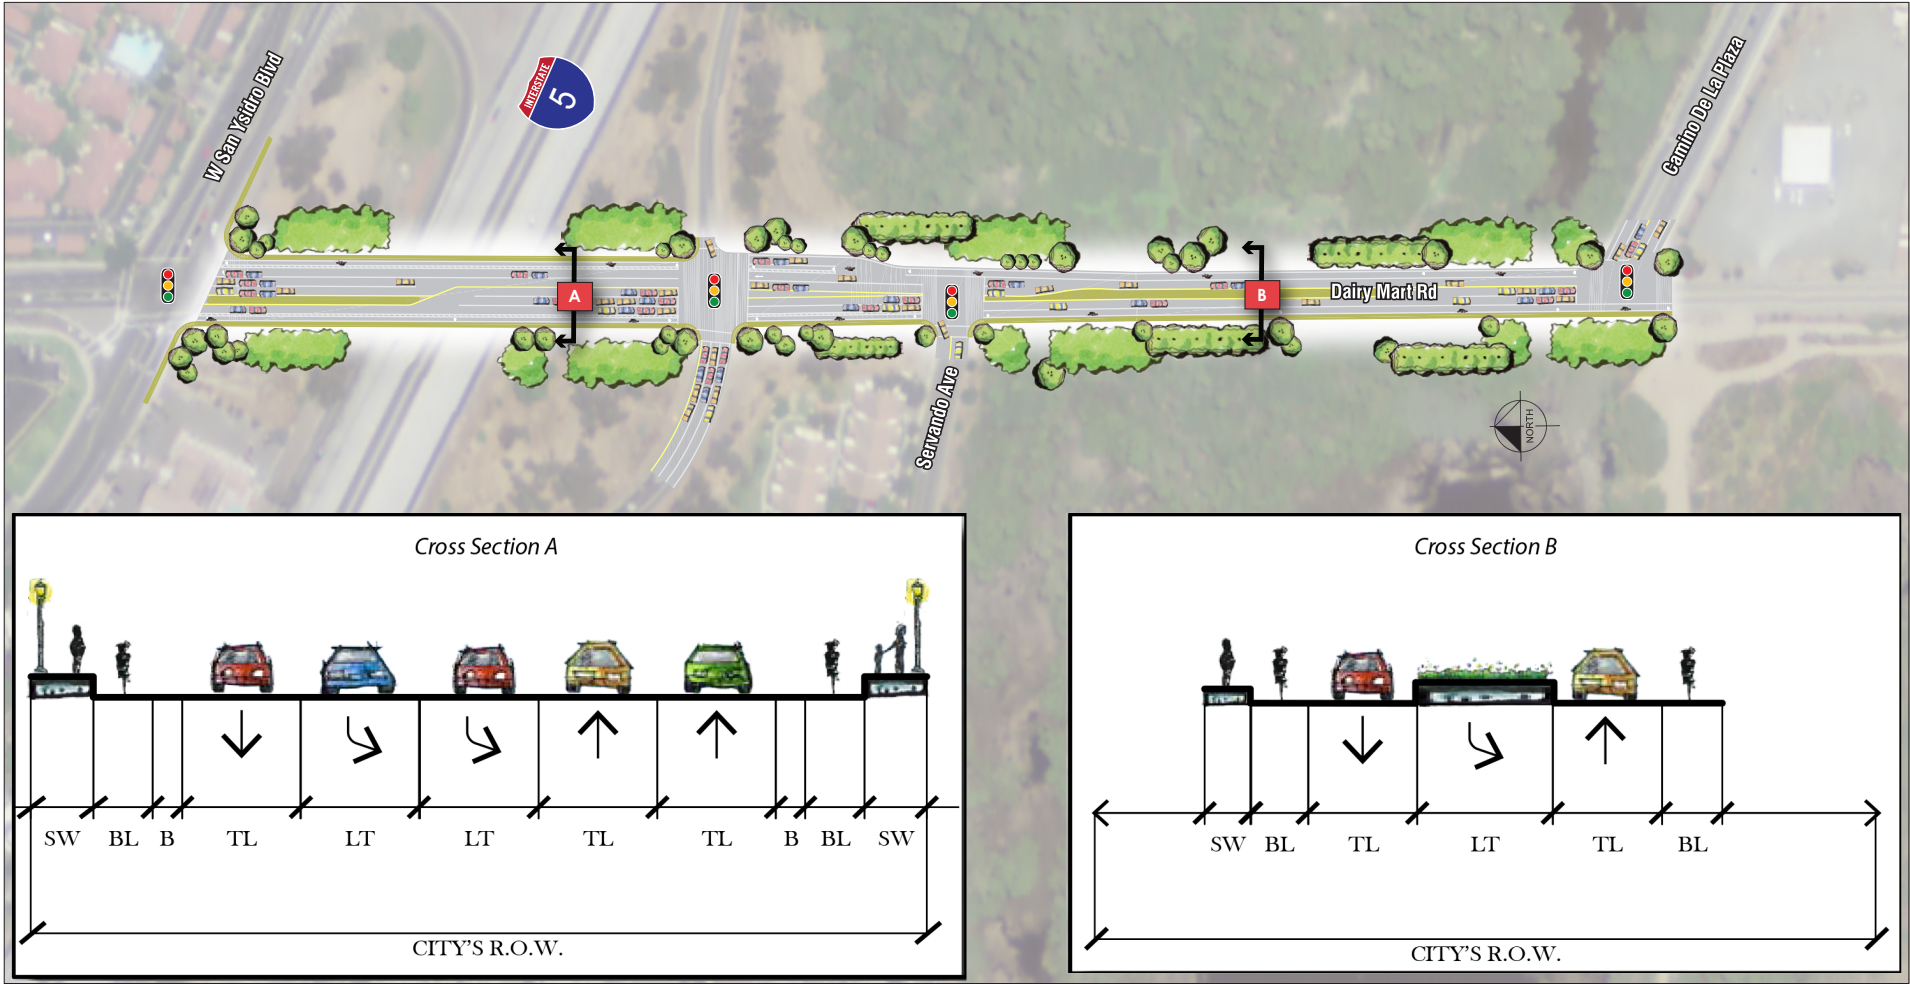 W San Ysidro Blvd
INTERSTATE
5
Camino De La Plaza
A
B
Dairy Mart Rd
Servando Ave
NORTH
Cross Section A
SW BL B TL LT LT TL TL B BL SW
CITY'S R.O.W.
Cross Section B
SW BL TL LT TL BL
CITY'S R.O.W.